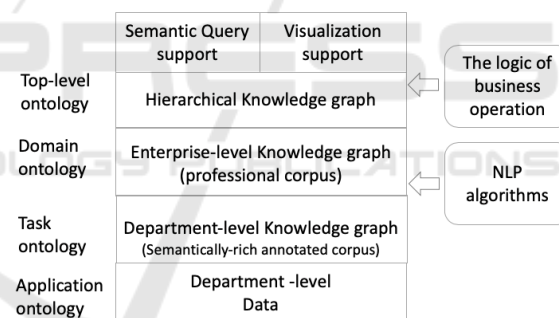 Semantic Query
support
Visualization
support
Top-level
ontology
Hierarchical Knowledge graph
The logic of
business
operation
Domain
ontology
Enterprise-level Knowledge graph
(professional corpus)
NLP
algorithms
Task
ontology
Department-level Knowledge graph
(Semantically-rich annotated corpus)
Application
ontology
Department -level
Data